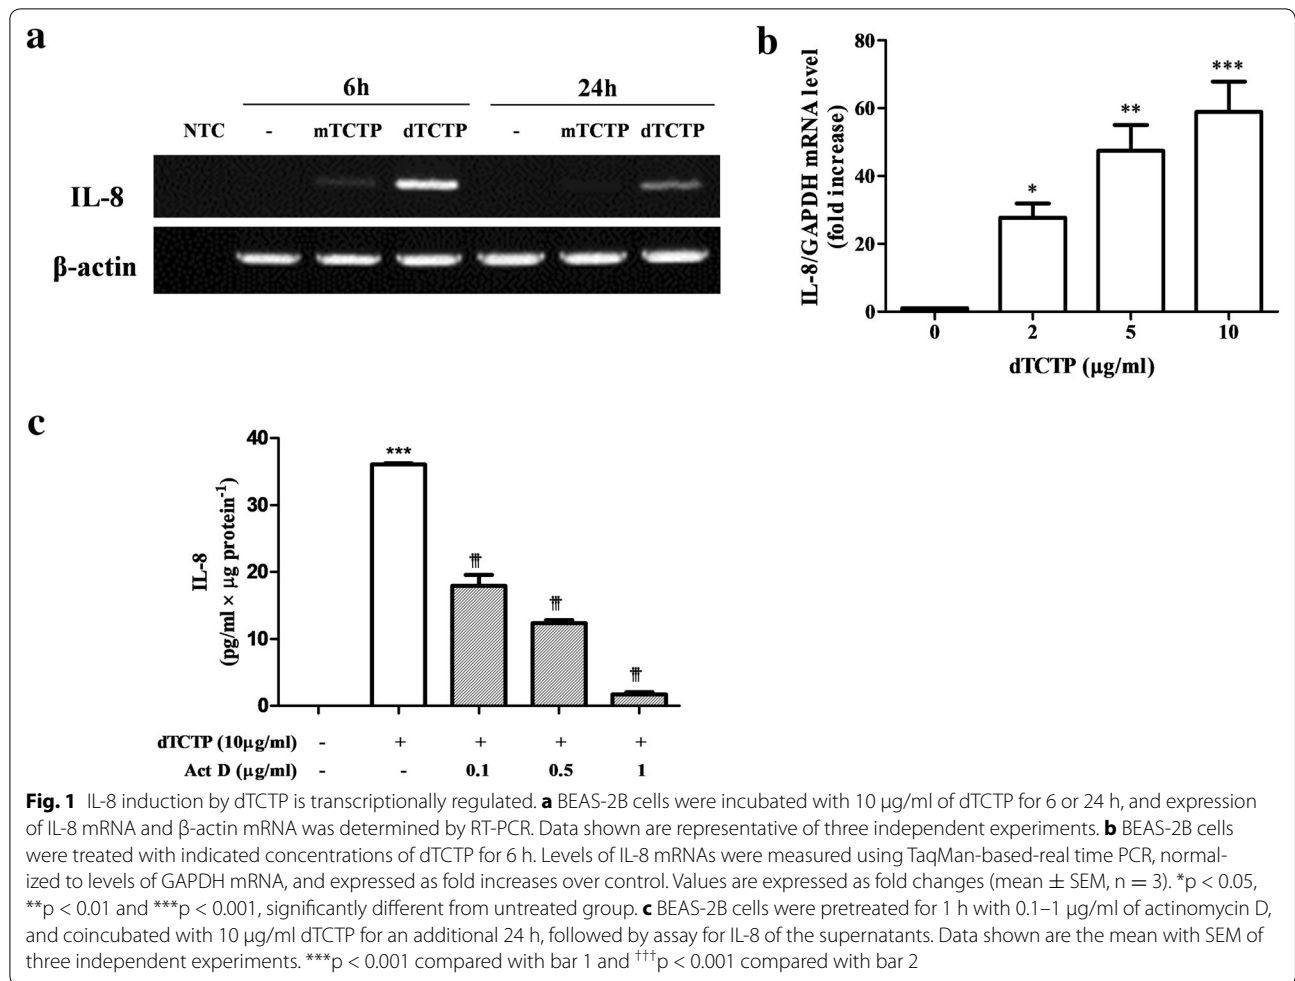 a
6h 24h
NTC - mTCTP dTCTP - mTCTP dTCTP
IL-8
β-actin
b
IL-8/GAPDH mRNA level
(fold increase)
80
60
40
20
0
* ** ***
0 2 5 10
dTCTP (µg/ml)
c
IL-8
(pg/ml × µg protein⁻¹)
40
30
20
10
0
*** ††† ††† †††
dTCTP (10µg/ml) - + + + +
Act D (µg/ml) - - 0.1 0.5 1
Fig. 1 IL-8 induction by dTCTP is transcriptionally regulated. a BEAS-2B cells were incubated with 10 µg/ml of dTCTP for 6 or 24 h, and expression
of IL-8 mRNA and β-actin mRNA was determined by RT-PCR. Data shown are representative of three independent experiments. b BEAS-2B cells
were treated with indicated concentrations of dTCTP for 6 h. Levels of IL-8 mRNAs were measured using TaqMan-based-real time PCR, normal-
ized to levels of GAPDH mRNA, and expressed as fold increases over control. Values are expressed as fold changes (mean ± SEM, n = 3). *p < 0.05,
**p < 0.01 and ***p < 0.001, significantly different from untreated group. c BEAS-2B cells were pretreated for 1 h with 0.1–1 µg/ml of actinomycin D,
and coincubated with 10 µg/ml dTCTP for an additional 24 h, followed by assay for IL-8 of the supernatants. Data shown are the mean with SEM of
three independent experiments. ***p < 0.001 compared with bar 1 and †††p < 0.001 compared with bar 2